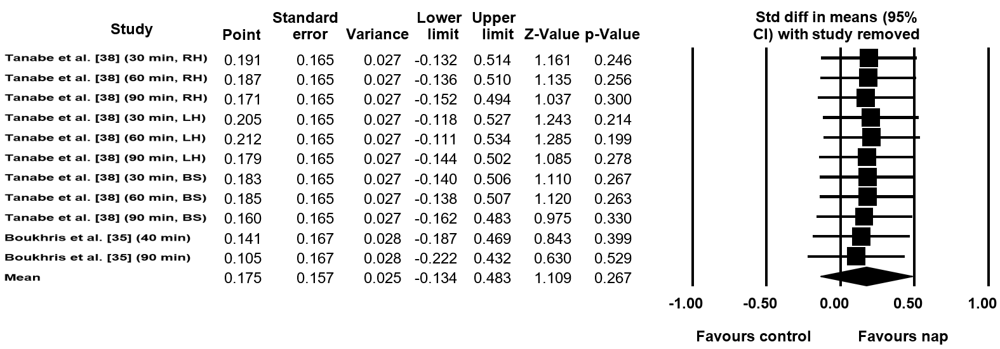 Study Point Standard error Variance Lower limit Upper limit Z-Value p-Value Std diff in means (95% CI) with study removed
Tanabe et al. [38] (30 min, RH) 0.191 0.165 0.027 -0.132 0.514 1.161 0.246
Tanabe et al. [38] (60 min, RH) 0.187 0.165 0.027 -0.136 0.510 1.135 0.256
Tanabe et al. [38] (90 min, RH) 0.171 0.165 0.027 -0.152 0.494 1.037 0.300
Tanabe et al. [38] (30 min, LH) 0.205 0.165 0.027 -0.118 0.527 1.243 0.214
Tanabe et al. [38] (60 min, LH) 0.212 0.165 0.027 -0.111 0.534 1.285 0.199
Tanabe et al. [38] (90 min, LH) 0.179 0.165 0.027 -0.144 0.502 1.085 0.278
Tanabe et al. [38] (30 min, BS) 0.183 0.165 0.027 -0.140 0.506 1.110 0.267
Tanabe et al. [38] (60 min, BS) 0.185 0.165 0.027 -0.138 0.507 1.120 0.263
Tanabe et al. [38] (90 min, BS) 0.160 0.165 0.027 -0.162 0.483 0.975 0.330
Boukhris et al. [35] (40 min) 0.141 0.167 0.028 -0.187 0.469 0.843 0.399
Boukhris et al. [35] (90 min) 0.105 0.167 0.028 -0.222 0.432 0.630 0.529
Mean 0.175 0.157 0.025 -0.134 0.483 1.109 0.267
-1.00 -0.50 0.00 0.50 1.00
Favours control Favours nap